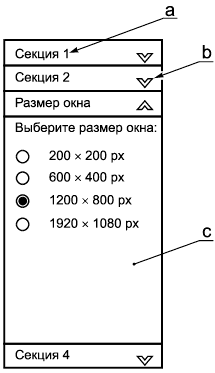 a
Секция 1
b
Секция 2
Размер окна
Выберите размер окна:
200 × 200 px
600 × 400 px
1200 × 800 px
1920 × 1080 px
c
Секция 4